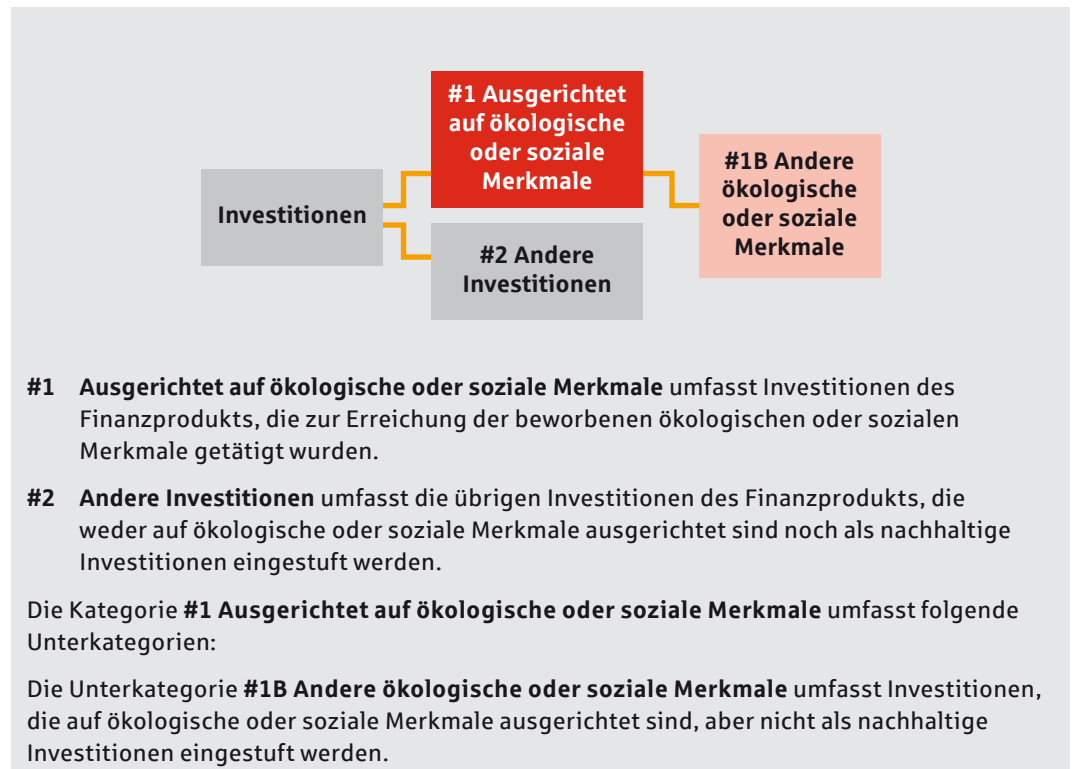 #1 Ausgerichtet
auf ökologische
oder soziale
Merkmale
#1B Andere
ökologische
oder soziale
Merkmale
Investitionen
#2 Andere
Investitionen
#1 Ausgerichtet auf ökologische oder soziale Merkmale umfasst Investitionen des
Finanzprodukts, die zur Erreichung der beworbenen ökologischen oder sozialen
Merkmale getätigt wurden.
#2 Andere Investitionen umfasst die übrigen Investitionen des Finanzprodukts, die
weder auf ökologische oder soziale Merkmale ausgerichtet sind noch als nachhaltige
Investitionen eingestuft werden.
Die Kategorie #1 Ausgerichtet auf ökologische oder soziale Merkmale umfasst folgende
Unterkategorien:
Die Unterkategorie #1B Andere ökologische oder soziale Merkmale umfasst Investitionen,
die auf ökologische oder soziale Merkmale ausgerichtet sind, aber nicht als nachhaltige
Investitionen eingestuft werden.